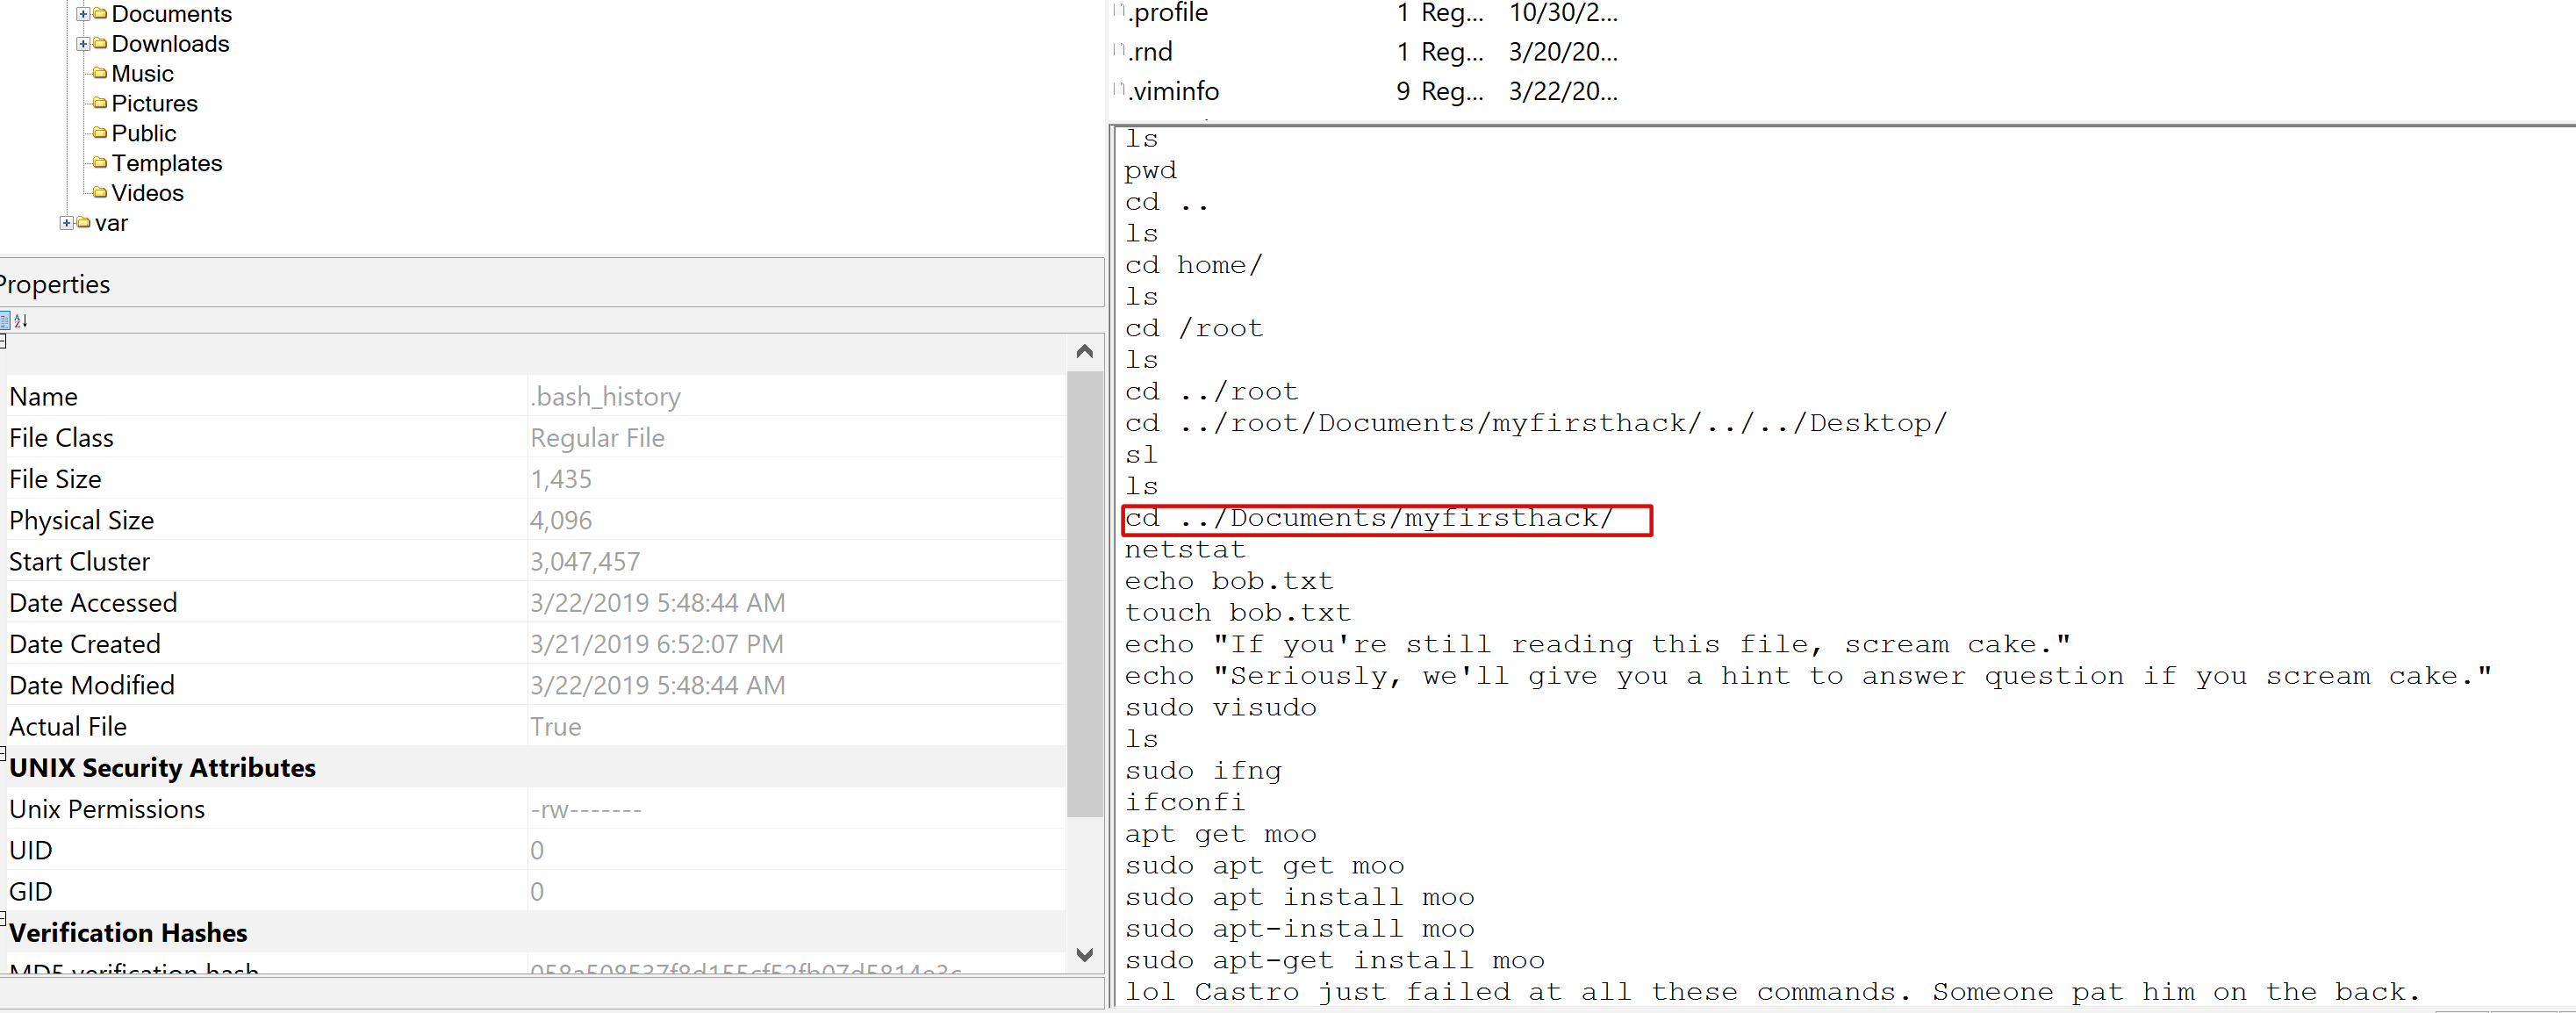 Documents
Downloads
Music
Pictures
Public
Templates
Videos
var
Properties
Name .bash_history
File Class Regular File
File Size 1,435
Physical Size 4,096
Start Cluster 3,047,457
Date Accessed 3/22/2019 5:48:44 AM
Date Created 3/21/2019 6:52:07 PM
Date Modified 3/22/2019 5:48:44 AM
Actual File True
UNIX Security Attributes
Unix Permissions -rw-------
UID 0
GID 0
Verification Hashes
MD5 verification hash
.profile 1 Reg... 10/30/2...
.rnd 1 Reg... 3/20/20...
.viminfo 9 Reg... 3/22/20...
ls
pwd
cd ..
ls
cd home/
ls
cd /root
ls
cd ../root
cd ../root/Documents/myfirsthack/../../Desktop/
sl
ls
cd ../Documents/myfirsthack/
netstat
echo bob.txt
touch bob.txt
echo "If you're still reading this file, scream cake."
echo "Seriously, we'll give you a hint to answer question if you scream cake."
sudo visudo
ls
sudo ifng
ifconfi
apt get moo
sudo apt get moo
sudo apt install moo
sudo apt-install moo
sudo apt-get install moo
lol Castro just failed at all these commands. Someone pat him on the back.